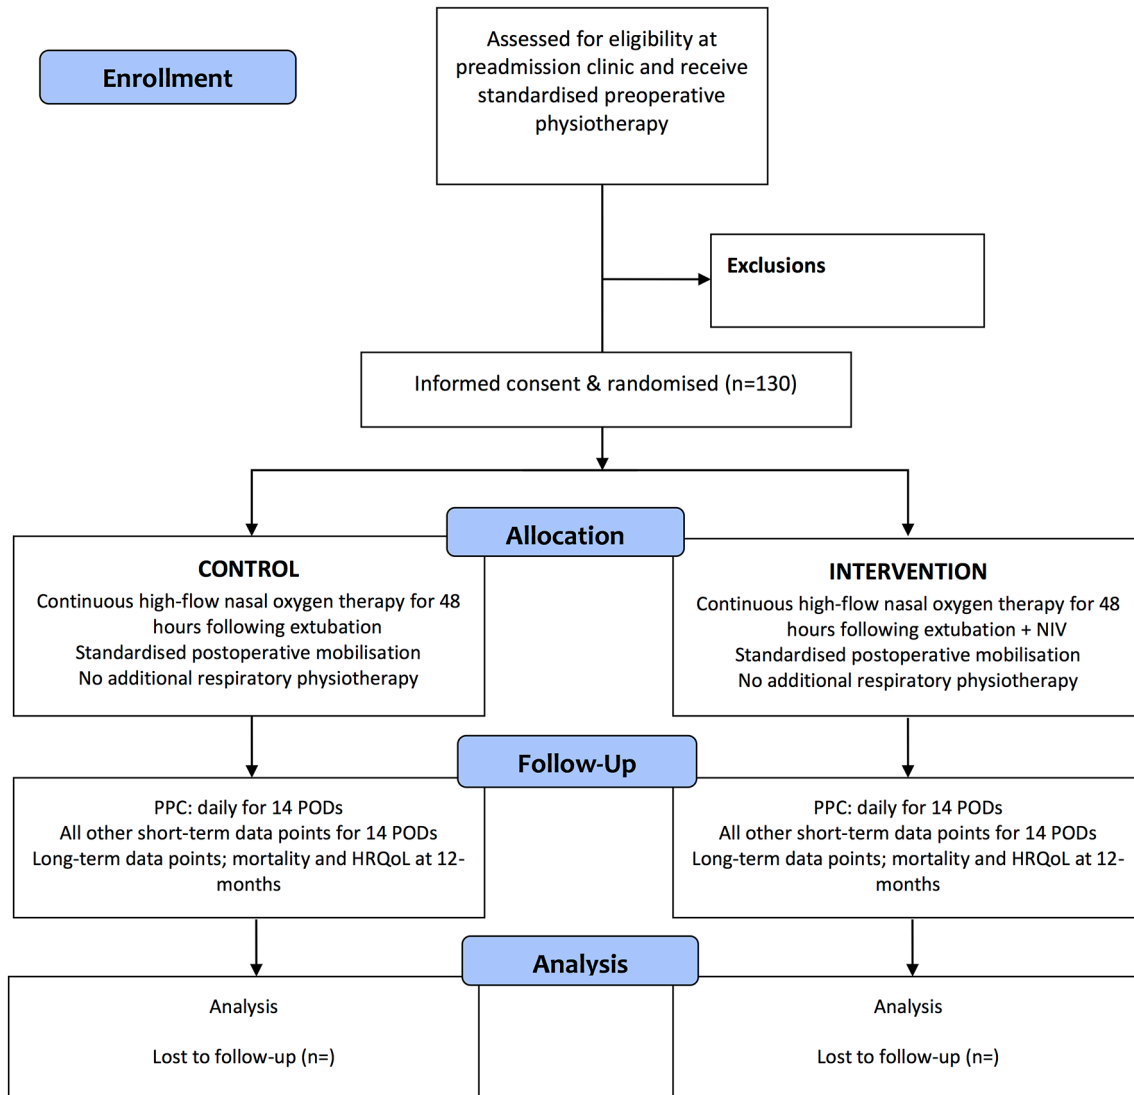 Enrollment
Assessed for eligibility at
preadmission clinic and receive
standardised preoperative
physiotherapy
Exclusions
Informed consent & randomised (n=130)
Allocation
CONTROL
Continuous high-flow nasal oxygen therapy for 48
hours following extubation
Standardised postoperative mobilisation
No additional respiratory physiotherapy
INTERVENTION
Continuous high-flow nasal oxygen therapy for 48
hours following extubation + NIV
Standardised postoperative mobilisation
No additional respiratory physiotherapy
Follow-Up
PPC: daily for 14 PODs
All other short-term data points for 14 PODs
Long-term data points; mortality and HRQoL at 12-
months
PPC: daily for 14 PODs
All other short-term data points for 14 PODs
Long-term data points; mortality and HRQoL at 12-
months
Analysis
Analysis
Lost to follow-up (n=)
Analysis
Lost to follow-up (n=)